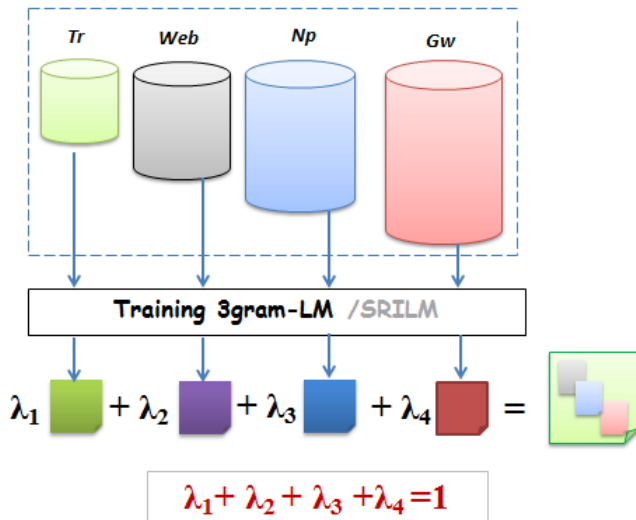 Tr Web Np Gw
Training 3gram-LM /SRILM
λ1 + λ2 + λ3 + λ4 =
λ1+ λ2 + λ3 +λ4 =1